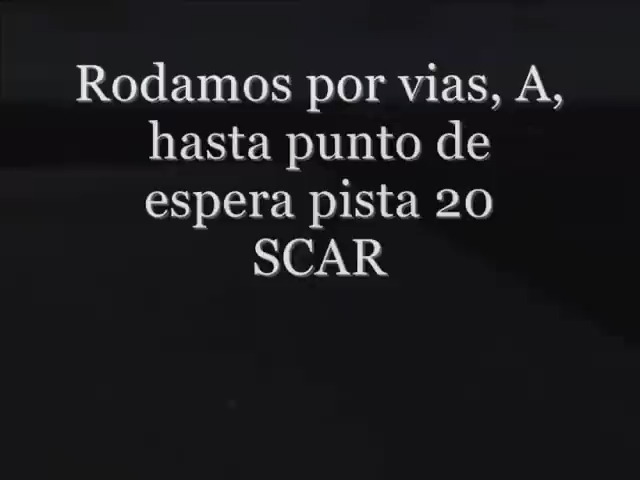 Rodamos por vias, A,
hasta punto de
espera pista 20
SCAR